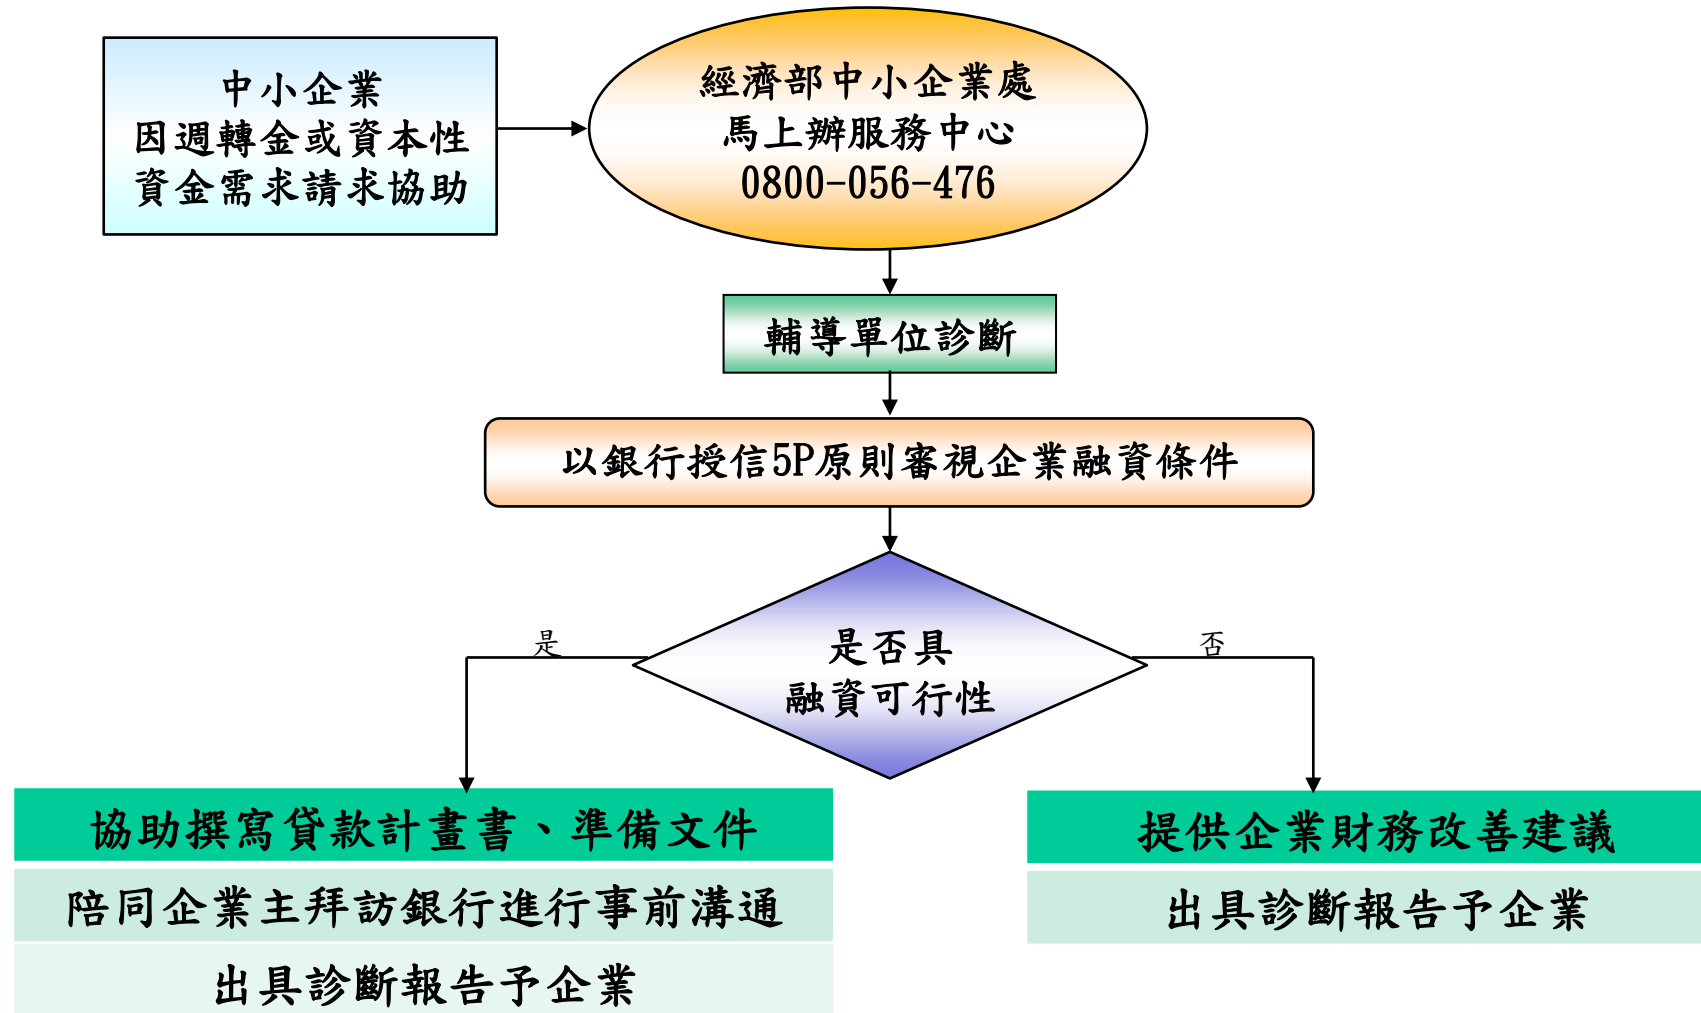 中小企業
因週轉金或資本性
資金需求請求協助
經濟部中小企業處
馬上辦服務中心
0800-056-476
輔導單位診斷
以銀行授信5P原則審視企業融資條件
是否具
融資可行性
是
否
協助撰寫貸款計畫書、準備文件
陪同企業主拜訪銀行進行事前溝通
出具診斷報告予企業
提供企業財務改善建議
出具診斷報告予企業